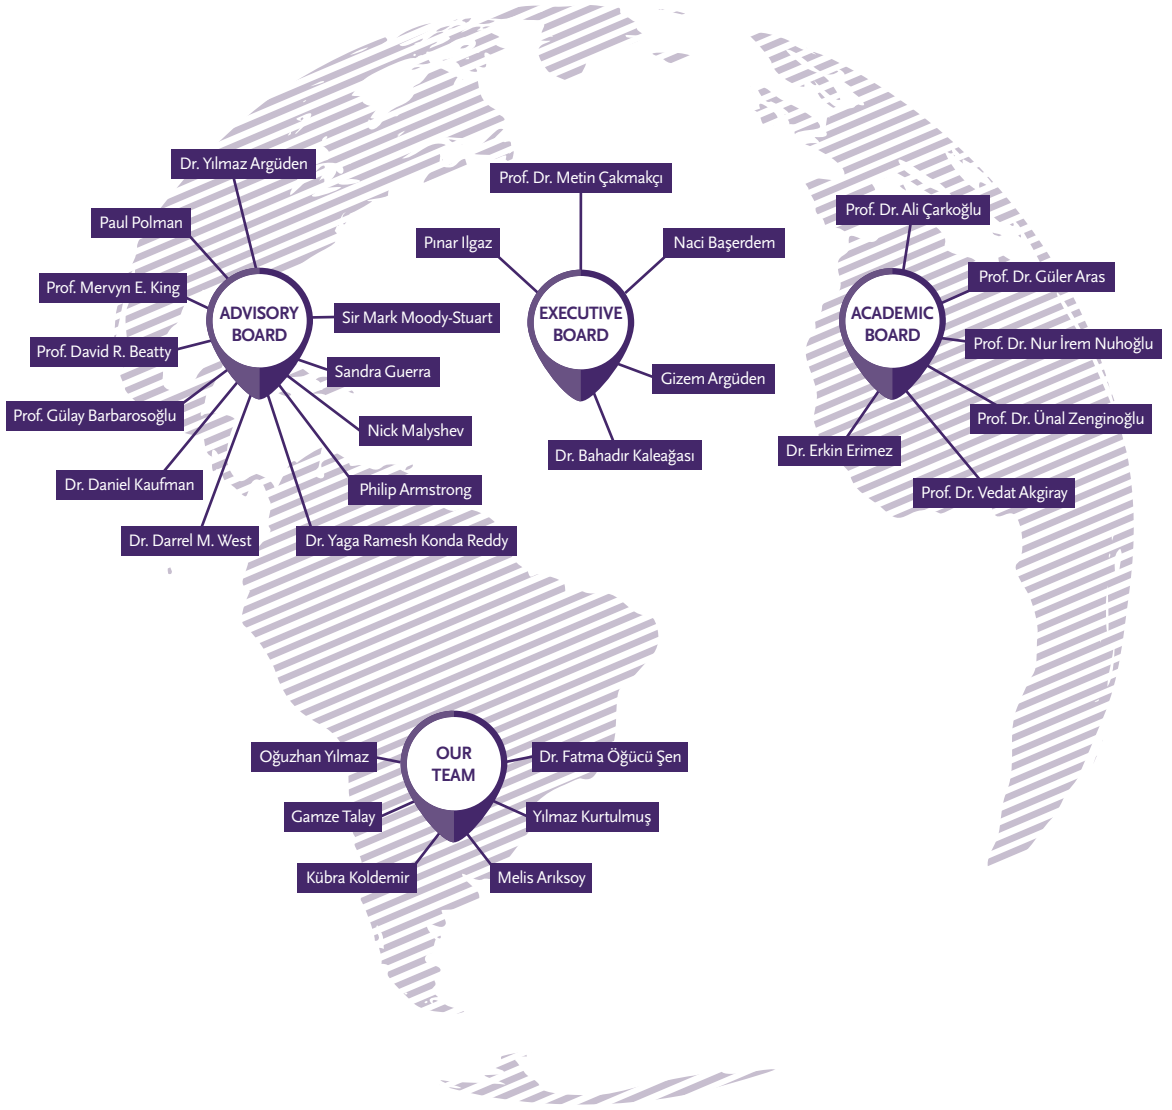 Dr. Yılmaz Argüden
Paul Polman
Prof. Mervyn E. King
Prof. David R. Beatty
Prof. Gülay Barbarosoğlu
Dr. Daniel Kaufman
Dr. Darrel M. West
ADVISORY
BOARD
Sir Mark Moody-Stuart
Sandra Guerra
Nick Malyshev
Philip Armstrong
Dr. Yaga Ramesh Konda Reddy
Prof. Dr. Metin Çakmakçı
Pınar Ilgaz
Naci Başerdem
EXECUTIVE
BOARD
Gizem Argüden
Dr. Bahadır Kaleağası
Prof. Dr. Ali Çarkoğlu
Prof. Dr. Güler Aras
ACADEMIC
BOARD
Prof. Dr. Nur İrem Nuhoğlu
Prof. Dr. Ünal Zenginoğlu
Dr. Erkin Erimez
Prof. Dr. Vedat Akgiray
OUR
TEAM
Oğuzhan Yılmaz
Dr. Fatma Öğücü Şen
Gamze Talay
Yılmaz Kurtulmuş
Kübra Koldemir
Melis Arıksoy